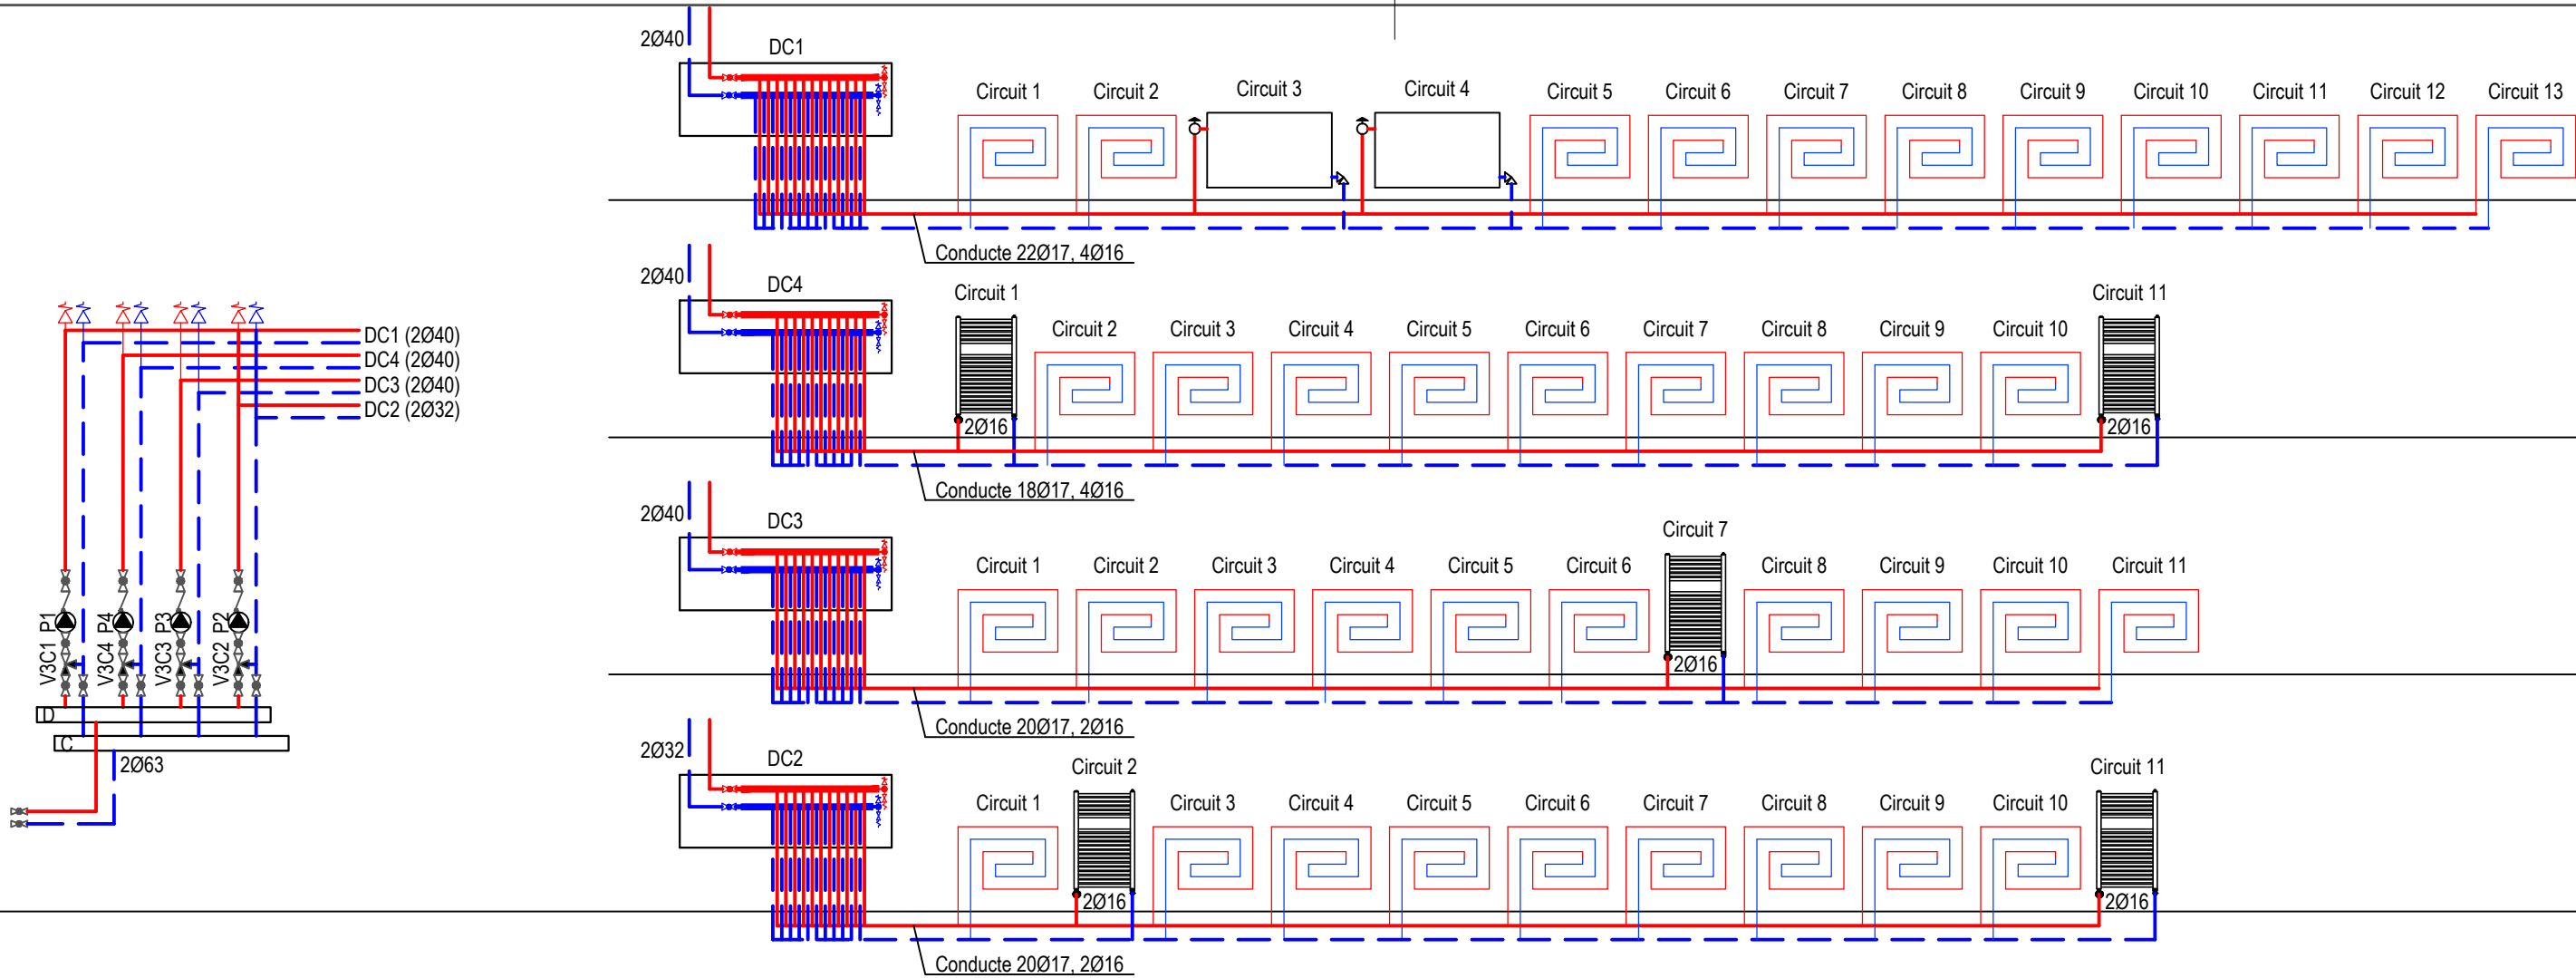 2Ø40
DC1
Circuit 1
Circuit 2
Circuit 3
Circuit 4
Circuit 5
Circuit 6
Circuit 7
Circuit 8
Circuit 9
Circuit 10
Circuit 11
Circuit 12
Circuit 13
Conducte 22Ø17, 4Ø16
2Ø40
DC4
Circuit 1
Circuit 2
Circuit 3
Circuit 4
Circuit 5
Circuit 6
Circuit 7
Circuit 8
Circuit 9
Circuit 10
Circuit 11
2Ø16
2Ø16
Conducte 18Ø17, 4Ø16
DC1 (2Ø40)
DC4 (2Ø40)
DC3 (2Ø40)
DC2 (2Ø32)
2Ø40
DC3
Circuit 1
Circuit 2
Circuit 3
Circuit 4
Circuit 5
Circuit 6
Circuit 7
Circuit 8
Circuit 9
Circuit 10
Circuit 11
2Ø16
Conducte 20Ø17, 2Ø16
V3C1 P1
V3C4 P4
V3C3 P3
V3C2 P2
D
C
2Ø63
2Ø32
DC2
Circuit 1
Circuit 2
Circuit 3
Circuit 4
Circuit 5
Circuit 6
Circuit 7
Circuit 8
Circuit 9
Circuit 10
Circuit 11
2Ø16
2Ø16
Conducte 20Ø17, 2Ø16